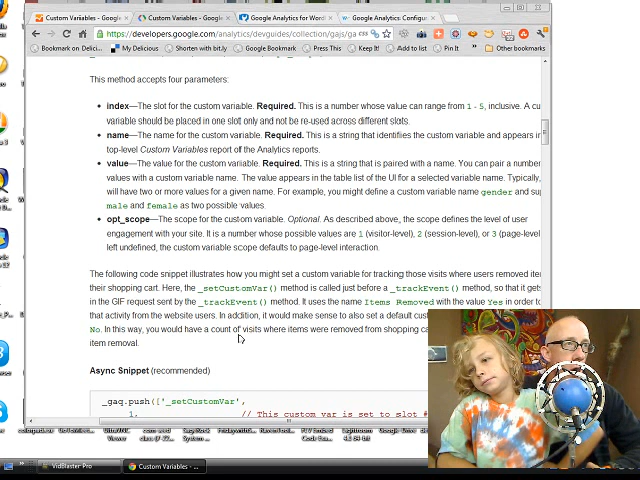 Custom Variables - Google
Custom Variables - Googl
Google Analytics for Word
Google Analytics: Configur
https://developers.google.com/analytics/devguides/collection/gajs/ga
Bookmark on Delici...
My Delicious
Shorten with bit.ly
Google Bookmark
Press This
Keep It!
Add to list
Pin It
»
Other bookmarks
This method accepts four parameters:
• index—The slot for the custom variable. Required. This is a number whose value can range from 1 - 5, inclusive. A cu
variable should be placed in one slot only and not be re-used across different slots.
• name—The name for the custom variable. Required. This is a string that identifies the custom variable and appears in
top-level Custom Variables report of the Analytics reports.
• value—The value for the custom variable. Required. This is a string that is paired with a name. You can pair a number
values with a custom variable name. The value appears in the table list of the UI for a selected variable name. Typically,
will have two or more values for a given name. For example, you might define a custom variable name gender and sup
male and female as two possible values.
• opt_scope—The scope for the custom variable. Optional. As described above, the scope defines the level of user
engagement with your site. It is a number whose possible values are 1 (visitor-level), 2 (session-level), or 3 (page-level
left undefined, the custom variable scope defaults to page-level interaction.
The following code snippet illustrates how you might set a custom variable for tracking those visits where users removed iter
their shopping cart. Here, the _setCustomVar() method is called just before a _trackEvent() method, so that it gets
in the GIF request sent by the _trackEvent() method. It uses the name Items Removed with the value Yes in order to
that activity from the website users. In addition, it would make sense to also set a default cust
No. In this way, you would have a count of visits where items were removed from shopping ca
item removal.
Async Snippet (recommended)
_gaq.push(['_setCustomVar',
1, // This custom var is set to slot #
UltraVNC
Viewer
Easy Rock
System ...
Lightroom
4.1 64-bit
Google Drive
VidBlaster Pro
Custom Variables - ...